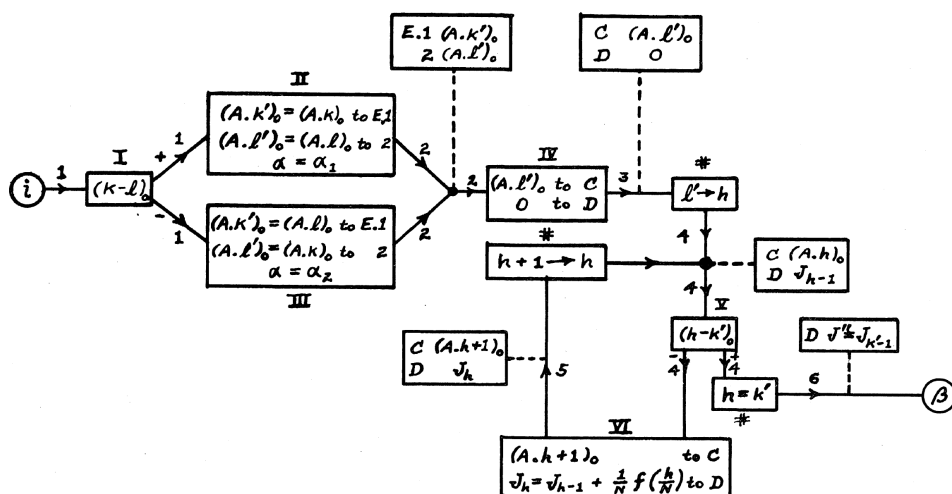 E.1 (A.k')₀
2 (A.l')₀
C (A.l')₀
D 0
II
(A.k')₀ = (A.k)₀ to E.1
(A.l')₀ = (A.l)₀ to 2
α = α₁
i
1
I
(k-l)₀
+
1
-
1
2
2
2
IV
(A.l')₀ to C
0 to D
3
#
l' → h
(A.k')₀ = (A.l)₀ to E.1
(A.l')₀ = (A.k)₀ to 2
α = α₂
III
#
h + 1 → h
4
C (A.h)₀
D J_{h-1}
4
V
(h-k')₀
-
4
+
4
D J' = J_{k'-1}
C (A.h+1)₀
D J_h
5
h = k'
#
6
β
VI
(A.h+1)₀ to C
J_h = J_{h-1} + 1/N f(h/N) to D